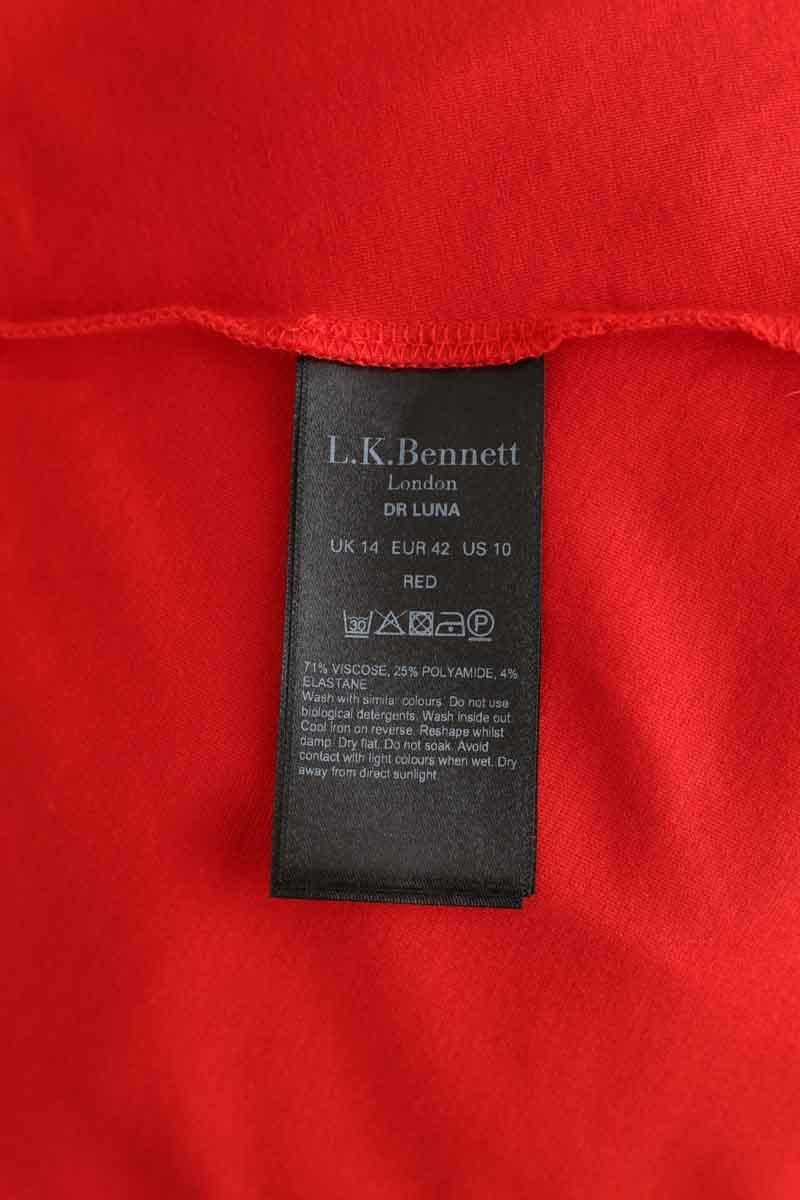 L.K.Bennett
London
DR LUNA
UK 14 EUR 42 US 10
RED
30 P
71% VISCOSE, 25% POLYAMIDE, 4%
ELASTANE
Wash with similar colours. Do not use
biological detergents. Wash inside out.
Cool iron on reverse. Reshape whilst
damp. Dry flat. Do not soak. Avoid
contact with light colours when wet. Dry
away from direct sunlight.